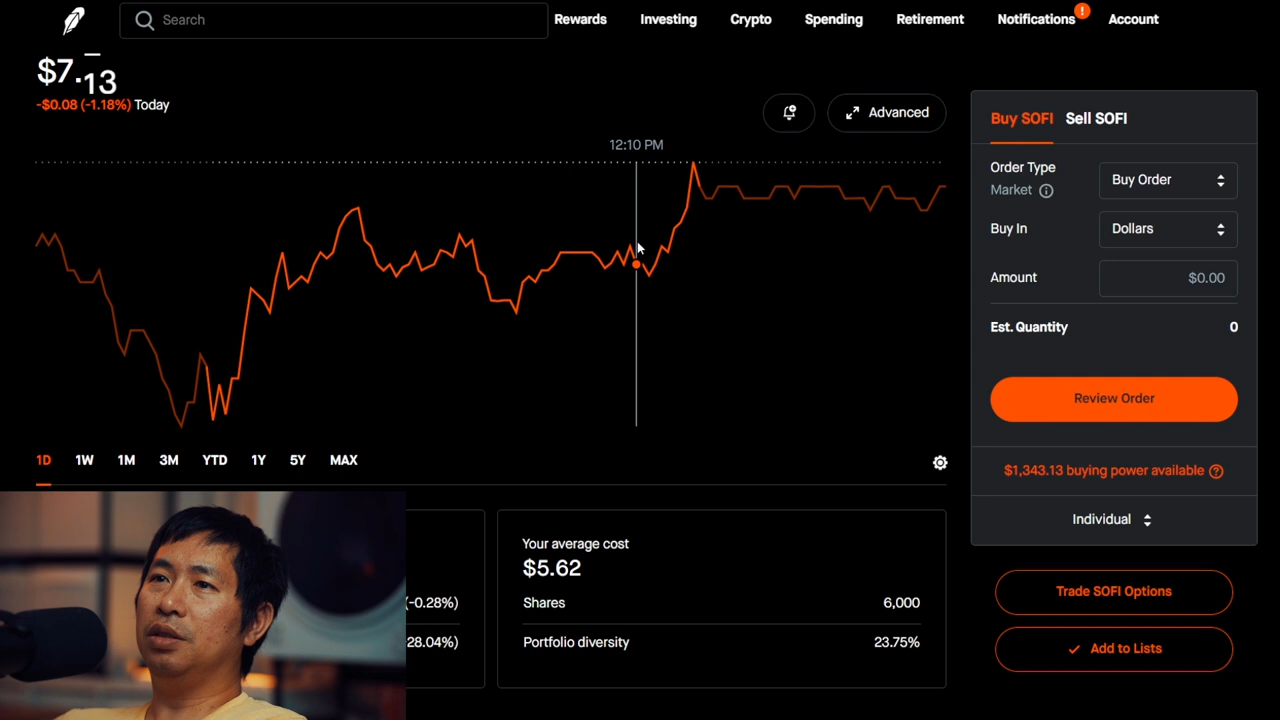 Search
Rewards
Investing
Crypto
Spending
Retirement
Notifications
!
Account
$7.13
-$0.08 (-1.18%) Today
Advanced
12:10 PM
1D
1W
1M
3M
YTD
1Y
5Y
MAX
(-0.28%)
28.04%)
Your average cost
$5.62
Shares 6,000
Portfolio diversity 23.75%
Buy SOFI Sell SOFI
Order Type
Market
Buy Order
Buy In Dollars
Amount $0.00
Est. Quantity 0
Review Order
$1,343.13 buying power available
Individual
Trade SOFI Options
Add to Lists